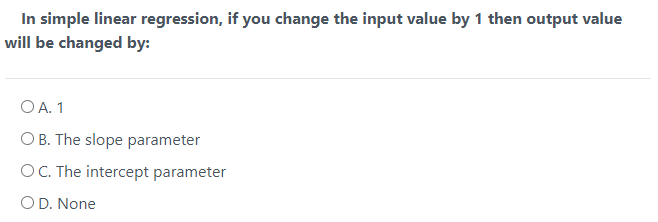 In simple linear regression, if you change the input value by 1 then output value
will be changed by:
A. 1
B. The slope parameter
C. The intercept parameter
D. None